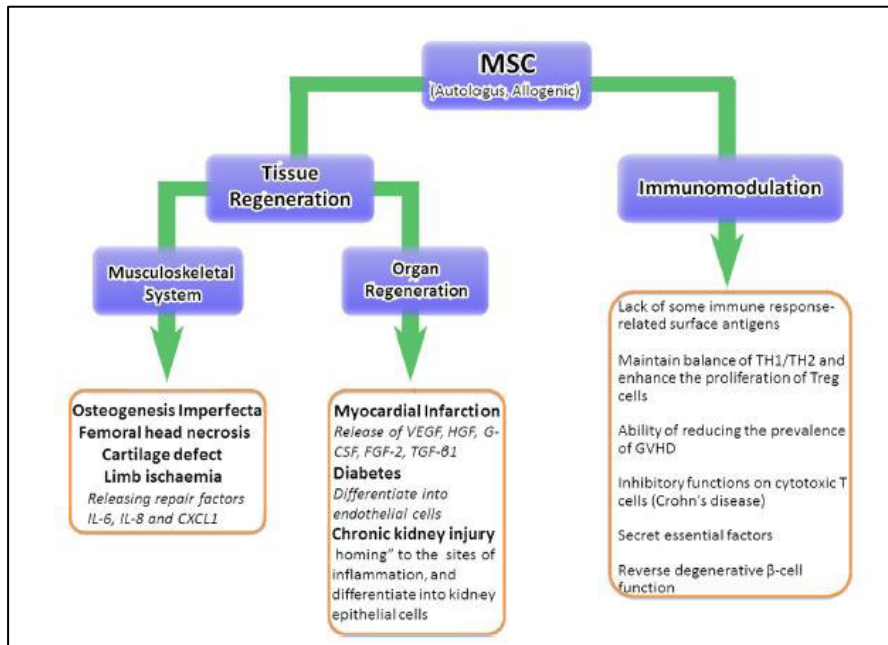 MSC
(Autologus, Allogenic)
Tissue
Regeneration
Immunomodulation
Musculoskeletal
System
Organ
Regeneration
Osteogenesis Imperfecta
Femoral head necrosis
Cartilage defect
Limb ischaemia
Releasing repair factors
IL-6, IL-8 and CXCL1
Myocardial Infarction
Release of VEGF, HGF, G-
CSF, FGF-2, TGF-β1
Diabetes
Differentiate into
endothelial cells
Chronic kidney injury
homing" to the sites of
inflammation, and
differentiate into kidney
epithelial cells
Lack of some immune response-
related surface antigens
Maintain balance of TH1/TH2 and
enhance the proliferation of Treg
cells
Ability of reducing the prevalence
of GVHD
Inhibitory functions on cytotoxic T
cells (Crohn's disease)
Secret essential factors
Reverse degenerative β-cell
function